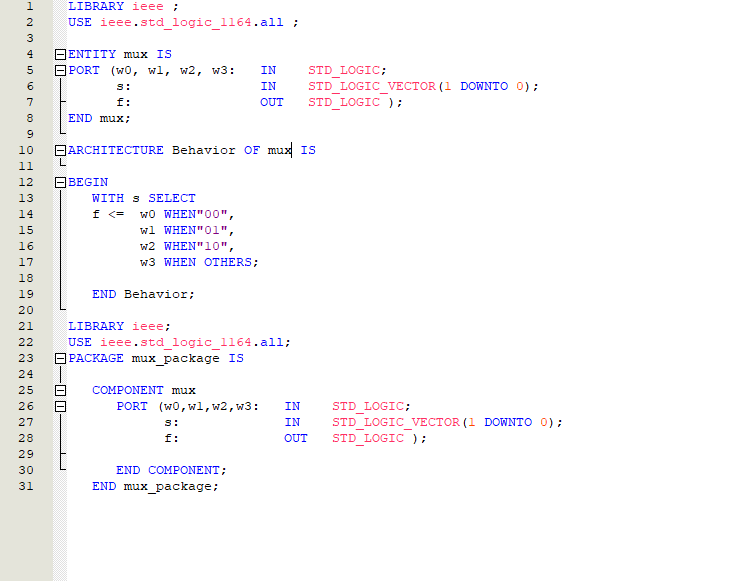 1 LIBRARY ieee ;
2 USE ieee.std_logic_1164.all ;
3
4 ENTITY mux IS
5 PORT (w0, w1, w2, w3: IN STD_LOGIC;
6 s: IN STD_LOGIC_VECTOR(1 DOWNTO 0);
7 f: OUT STD_LOGIC );
8 END mux;
9
10 ARCHITECTURE Behavior OF mux IS
11
12 BEGIN
13 WITH s SELECT
14 f <= w0 WHEN"00",
15 w1 WHEN"01",
16 w2 WHEN"10",
17 w3 WHEN OTHERS;
18
19 END Behavior;
20
21 LIBRARY ieee;
22 USE ieee.std_logic_1164.all;
23 PACKAGE mux_package IS
24
25 COMPONENT mux
26 PORT (w0,w1,w2,w3: IN STD_LOGIC;
27 s: IN STD_LOGIC_VECTOR(1 DOWNTO 0);
28 f: OUT STD_LOGIC );
29
30 END COMPONENT;
31 END mux_package;